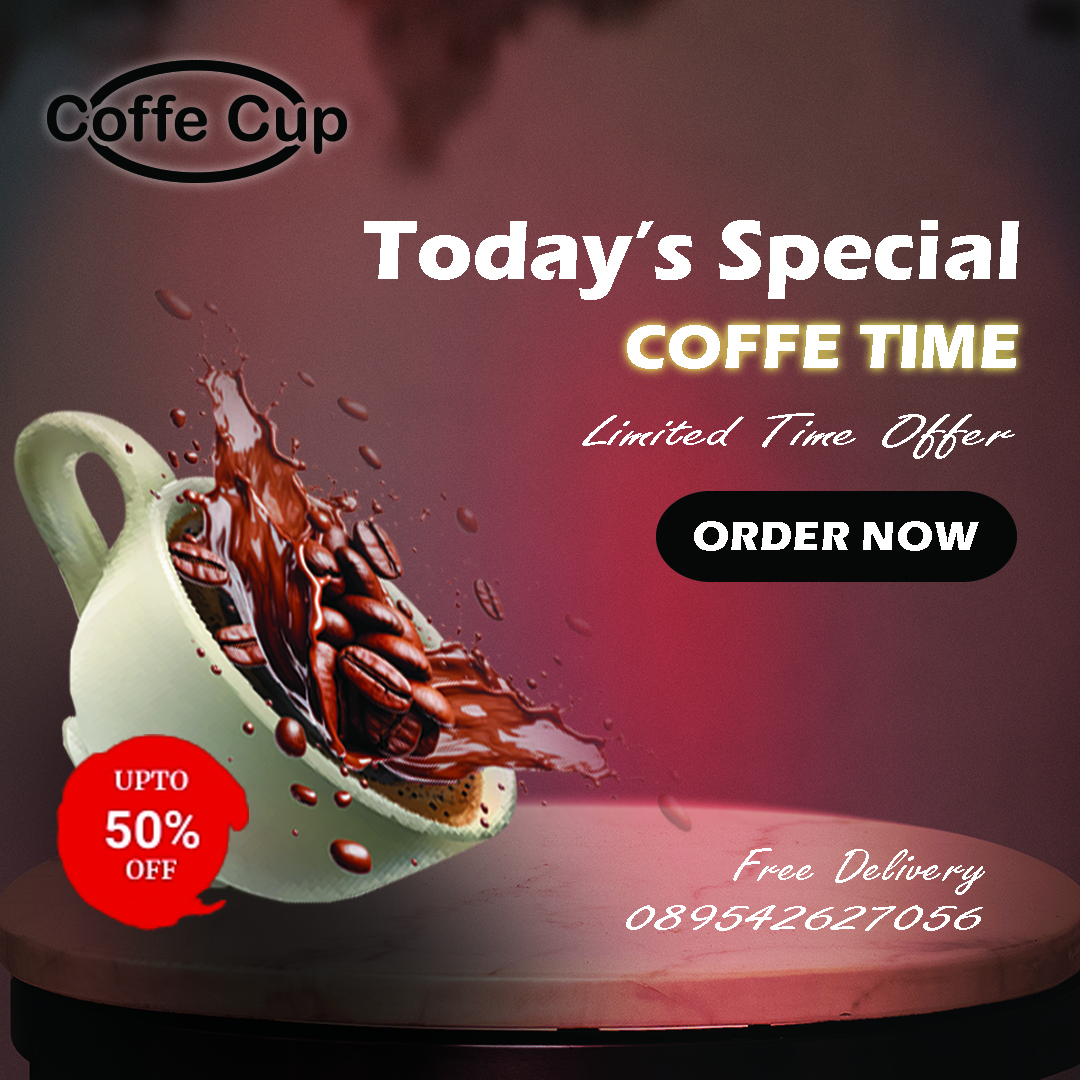 Coffe Cup
Today's Special
COFFE TIME
Limited Time Offer
ORDER NOW
UPTO
50%
OFF
Free Delivery
089542627056